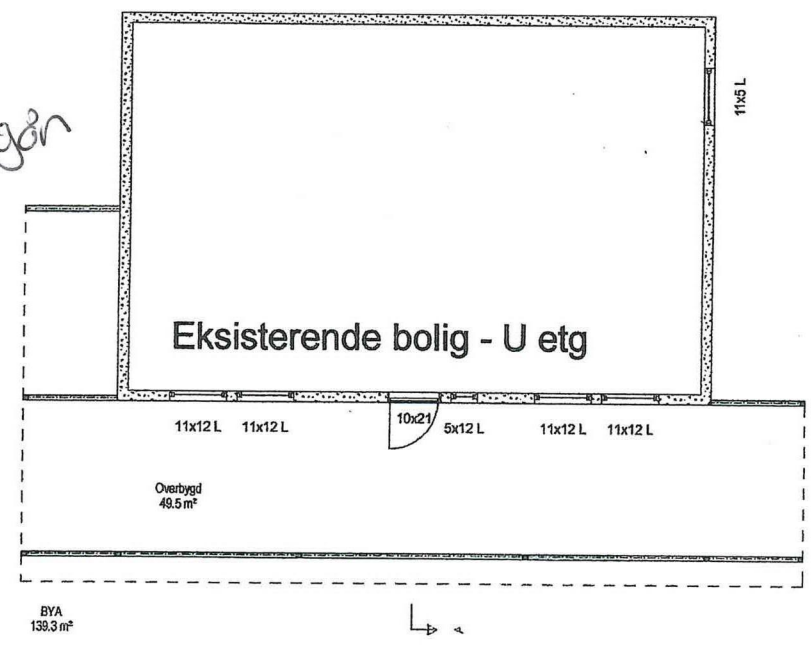 11x5 L
Eksisterende bolig - U etg
11x12 L 11x12 L 10x21 5x12 L 11x12 L 11x12 L
Overbygd
49.5 m²
BYA
139.3 m²
A